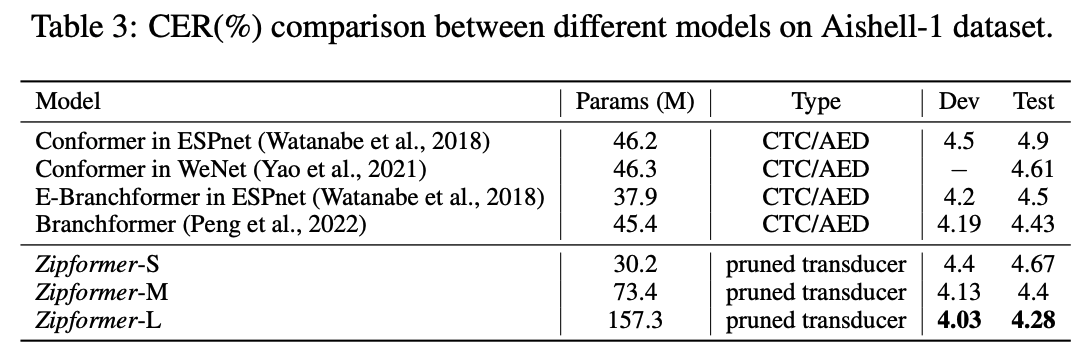 Table 3: CER(%) comparison between different models on Aishell-1 dataset.
Model Params (M) Type Dev Test
Conformer in ESPnet (Watanabe et al., 2018) 46.2 CTC/AED 4.5 4.9
Conformer in WeNet (Yao et al., 2021) 46.3 CTC/AED – 4.61
E-Branchformer in ESPnet (Watanabe et al., 2018) 37.9 CTC/AED 4.2 4.5
Branchformer (Peng et al., 2022) 45.4 CTC/AED 4.19 4.43
Zipformer-S 30.2 pruned transducer 4.4 4.67
Zipformer-M 73.4 pruned transducer 4.13 4.4
Zipformer-L 157.3 pruned transducer 4.03 4.28